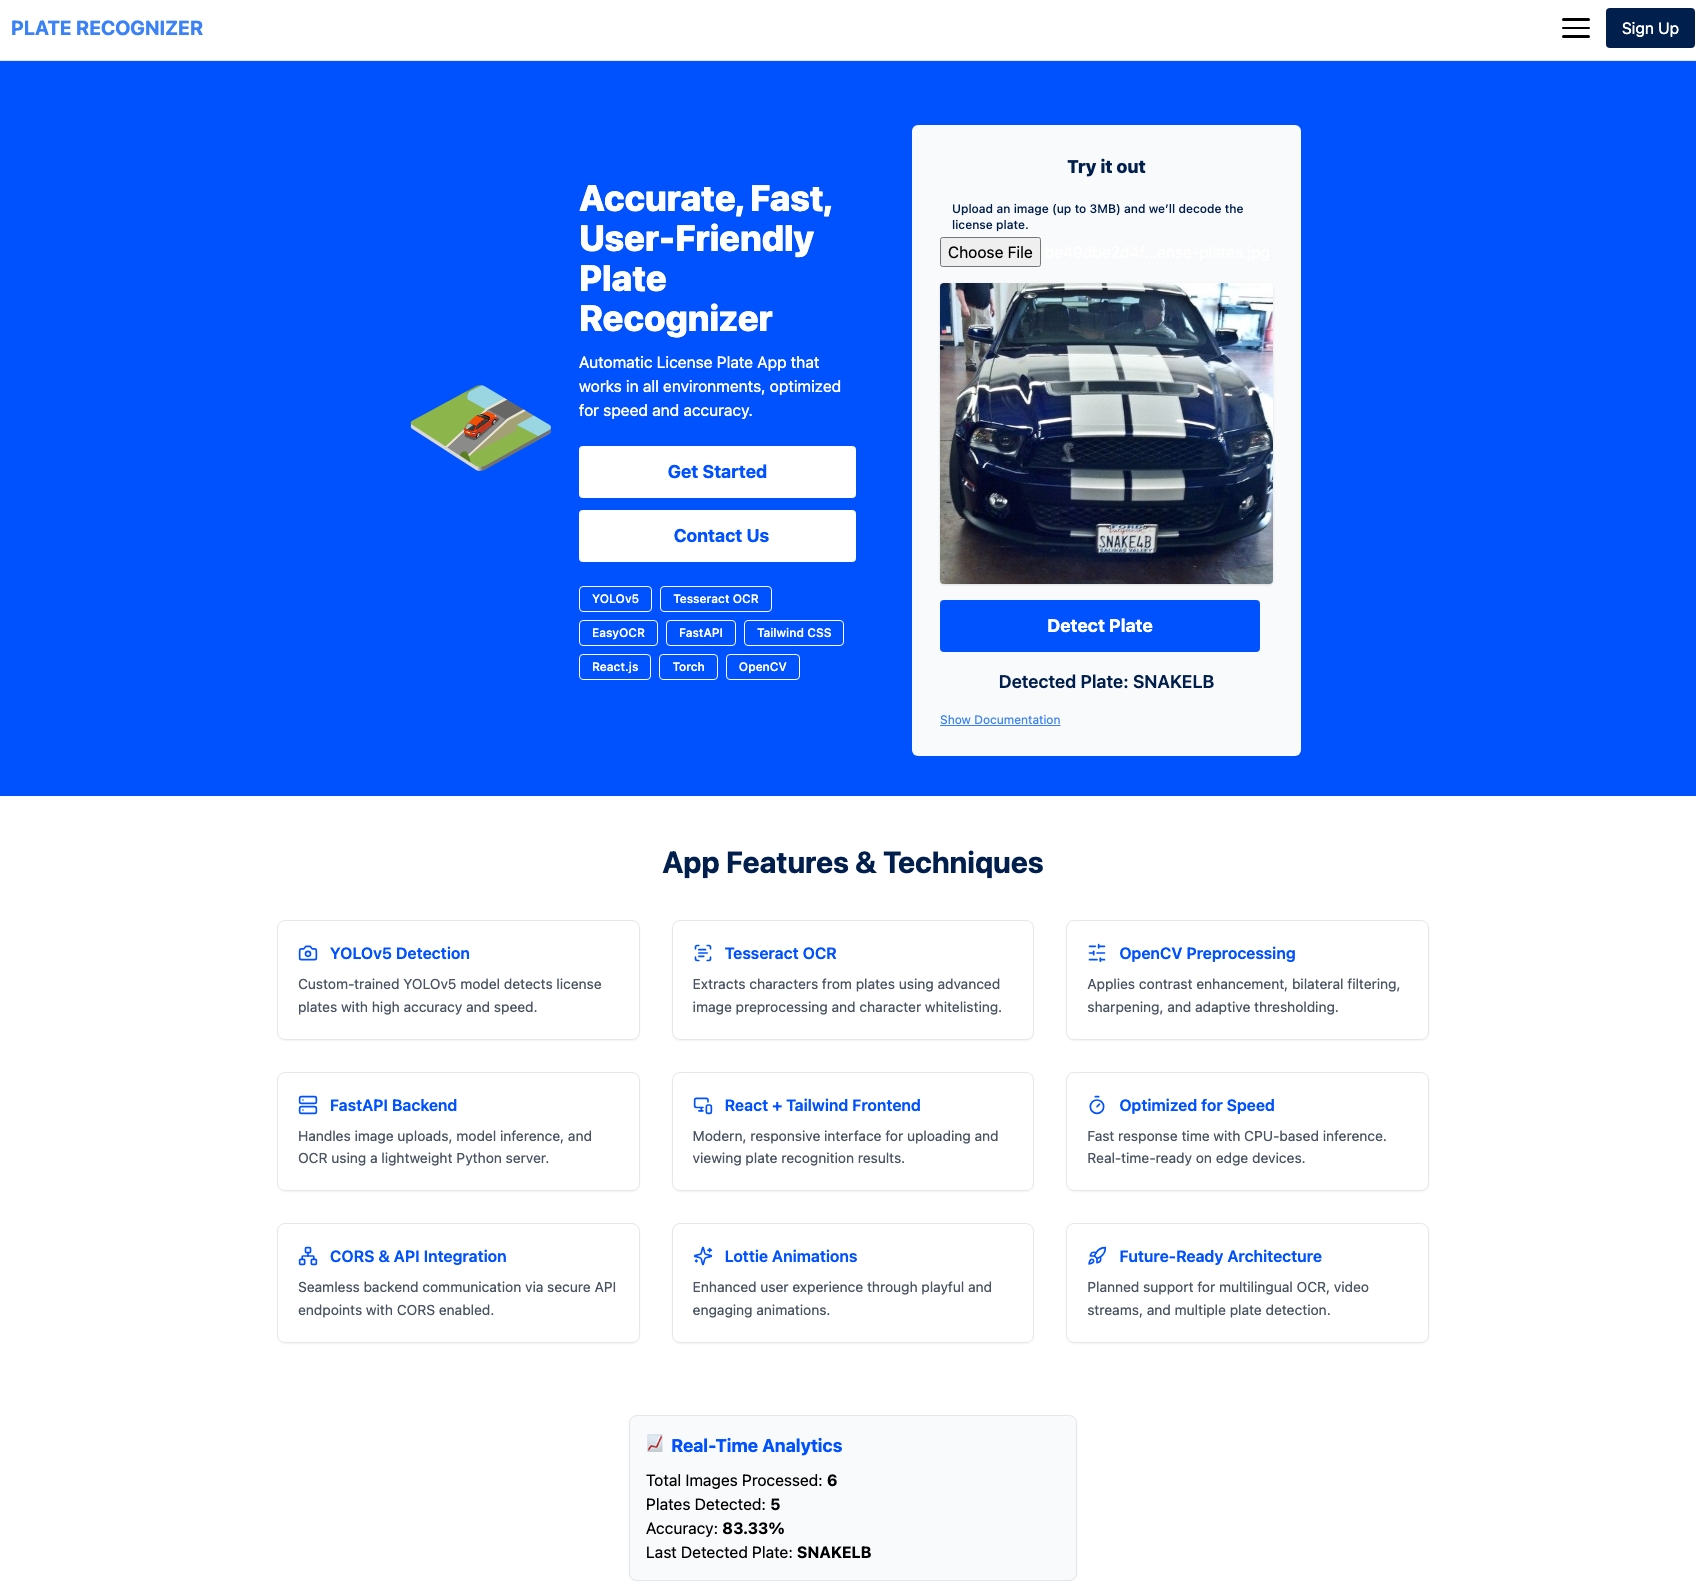 PLATE RECOGNIZER
Sign Up
Accurate, Fast,
User-Friendly
Plate
Recognizer
Automatic License Plate App that
works in all environments, optimized
for speed and accuracy.
Get Started
Contact Us
YOLOv5 Tesseract OCR
EasyOCR FastAPI Tailwind CSS
React.js Torch OpenCV
Try it out
Upload an image (up to 3MB) and we’ll decode the
license plate.
Choose File
California
SNAKE4B
SALINAS VALLEY
Detect Plate
Detected Plate: SNAKELB
Show Documentation
App Features & Techniques
YOLOv5 Detection
Custom-trained YOLOv5 model detects license
plates with high accuracy and speed.
Tesseract OCR
Extracts characters from plates using advanced
image preprocessing and character whitelisting.
OpenCV Preprocessing
Applies contrast enhancement, bilateral filtering,
sharpening, and adaptive thresholding.
FastAPI Backend
Handles image uploads, model inference, and
OCR using a lightweight Python server.
React + Tailwind Frontend
Modern, responsive interface for uploading and
viewing plate recognition results.
Optimized for Speed
Fast response time with CPU-based inference.
Real-time-ready on edge devices.
CORS & API Integration
Seamless backend communication via secure API
endpoints with CORS enabled.
Lottie Animations
Enhanced user experience through playful and
engaging animations.
Future-Ready Architecture
Planned support for multilingual OCR, video
streams, and multiple plate detection.
Real-Time Analytics
Total Images Processed: 6
Plates Detected: 5
Accuracy: 83.33%
Last Detected Plate: SNAKELB